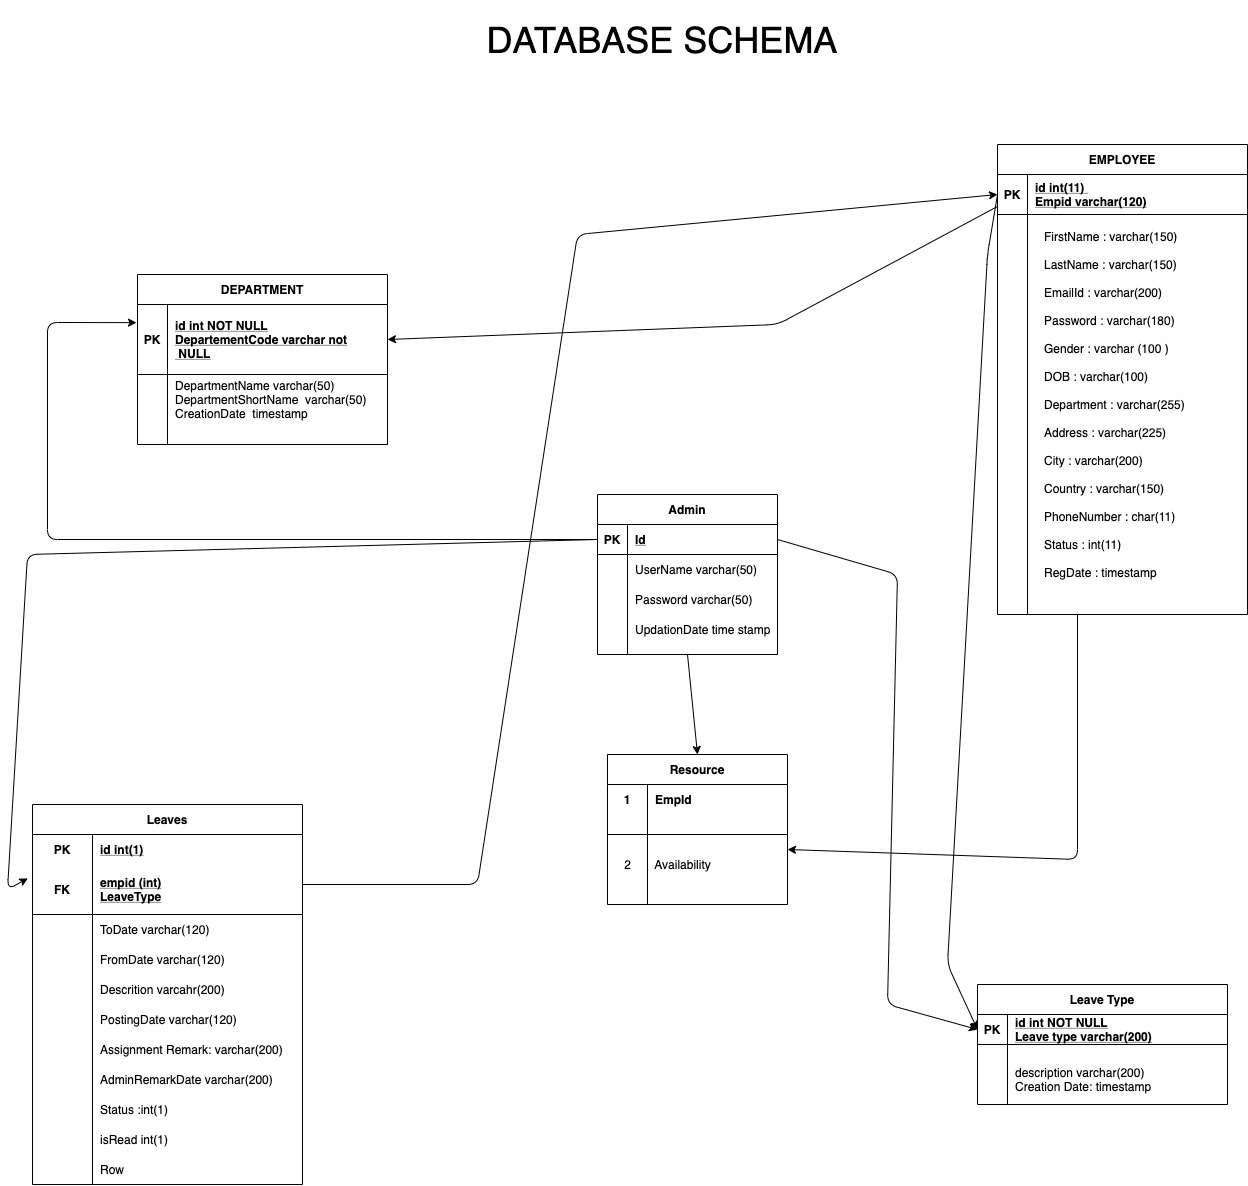 DATABASE SCHEMA
EMPLOYEE
PK
id int(11)
Empid varchar(120)
FirstName : varchar(150)
LastName : varchar(150)
EmailId : varchar(200)
Password : varchar(180)
Gender : varchar (100 )
DOB : varchar(100)
Department : varchar(255)
Address : varchar(225)
City : varchar(200)
Country : varchar(150)
PhoneNumber : char(11)
Status : int(11)
RegDate : timestamp
DEPARTMENT
PK
id int NOT NULL
DepartementCode varchar not
NULL
DepartmentName varchar(50)
DepartmentShortName  varchar(50)
CreationDate  timestamp
Admin
PK
Id
UserName varchar(50)
Password varchar(50)
UpdationDate time stamp
Resource
1
EmpId
2
Availability
Leaves
PK
id int(1)
FK
empid (int)
LeaveType
ToDate varchar(120)
FromDate varchar(120)
Descrition varcahr(200)
PostingDate varchar(120)
Assignment Remark: varchar(200)
AdminRemarkDate varchar(200)
Status :int(1)
isRead int(1)
Row
Leave Type
PK
id int NOT NULL
Leave type varchar(200)
description varchar(200)
Creation Date: timestamp